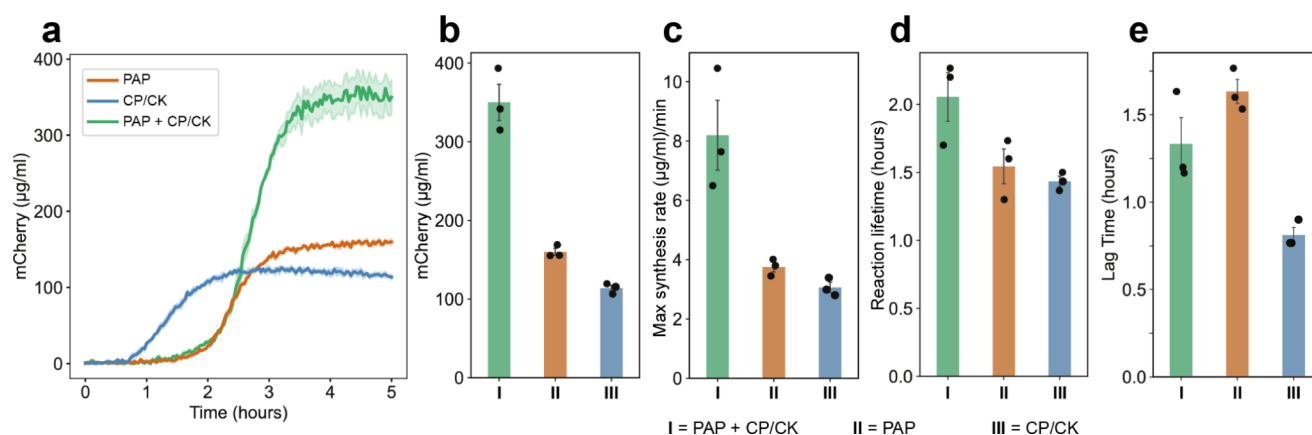 a
400
300
200
100
0
0 1 2 3 4 5
mCherry (µg/ml)
Time (hours)
PAP
CP/CK
PAP + CP/CK
b
400
300
200
100
0
mCherry (µg/ml)
I II III
c
10
8
6
4
2
0
Max synthesis rate (µg/ml)/min
I II III
d
2.0
1.5
1.0
0.5
0.0
Reaction lifetime (hours)
I II III
e
1.5
1.25
0.75
0.0
Lag Time (hours)
I II III
I = PAP + CP/CK II = PAP III = CP/CK